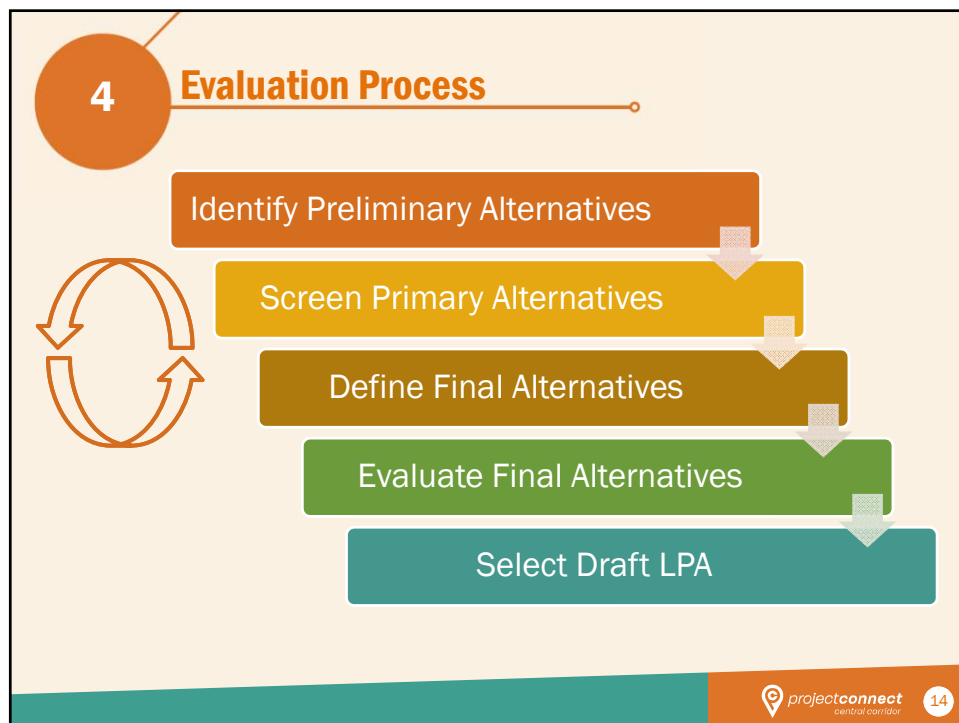 4
Evaluation Process
Identify Preliminary Alternatives
Screen Primary Alternatives
Define Final Alternatives
Evaluate Final Alternatives
Select Draft LPA
projectconnect
central corridor
14